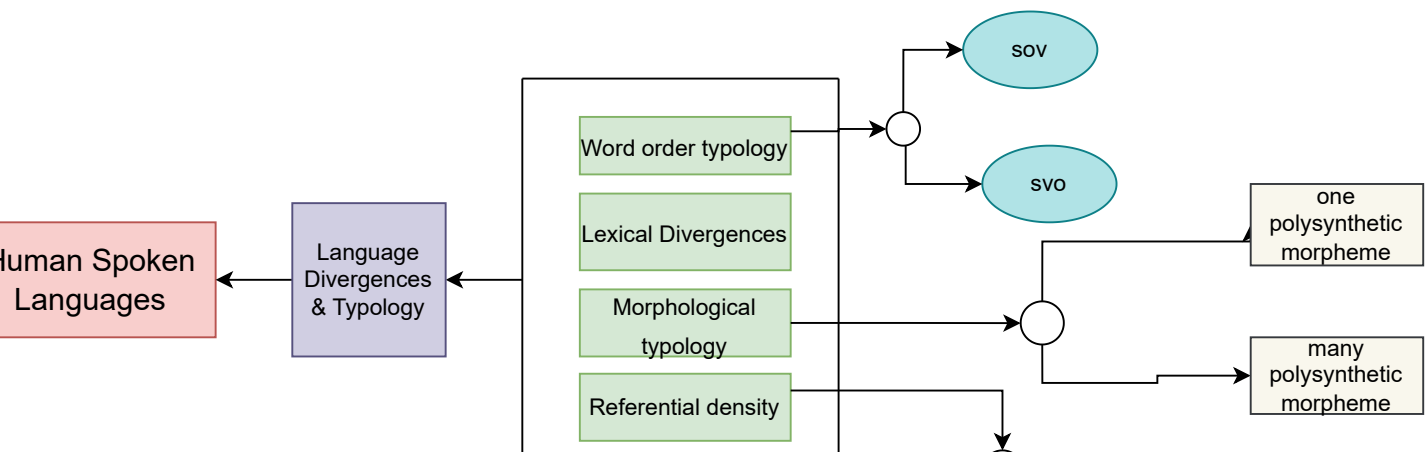 sov
Word order typology
svo
Lexical Divergences
one
polysynthetic
morpheme
Human Spoken
Languages
Language
Divergences
& Typology
Morphological
typology
many
polysynthetic
morpheme
Referential density